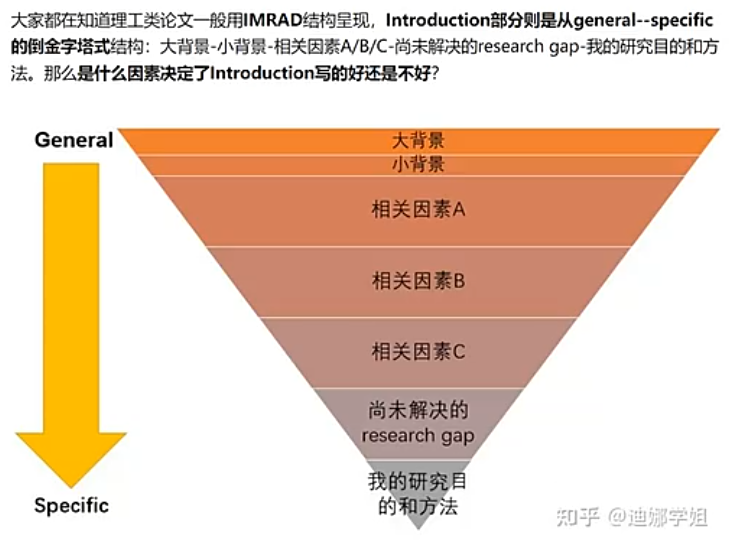 大家都在知道理工类论文一般用IMRAD结构呈现，Introduction部分则是从general--specific
的倒金字塔式结构：大背景-小背景-相关因素A/B/C-尚未解决的research gap-我的研究目的和方
法。那么是什么因素决定了Introduction写的好还是不好？
General
大背景
小背景
相关因素A
相关因素B
相关因素C
尚未解决的
research gap
我的研究目
的和方法
Specific
知乎 @迪娜学姐